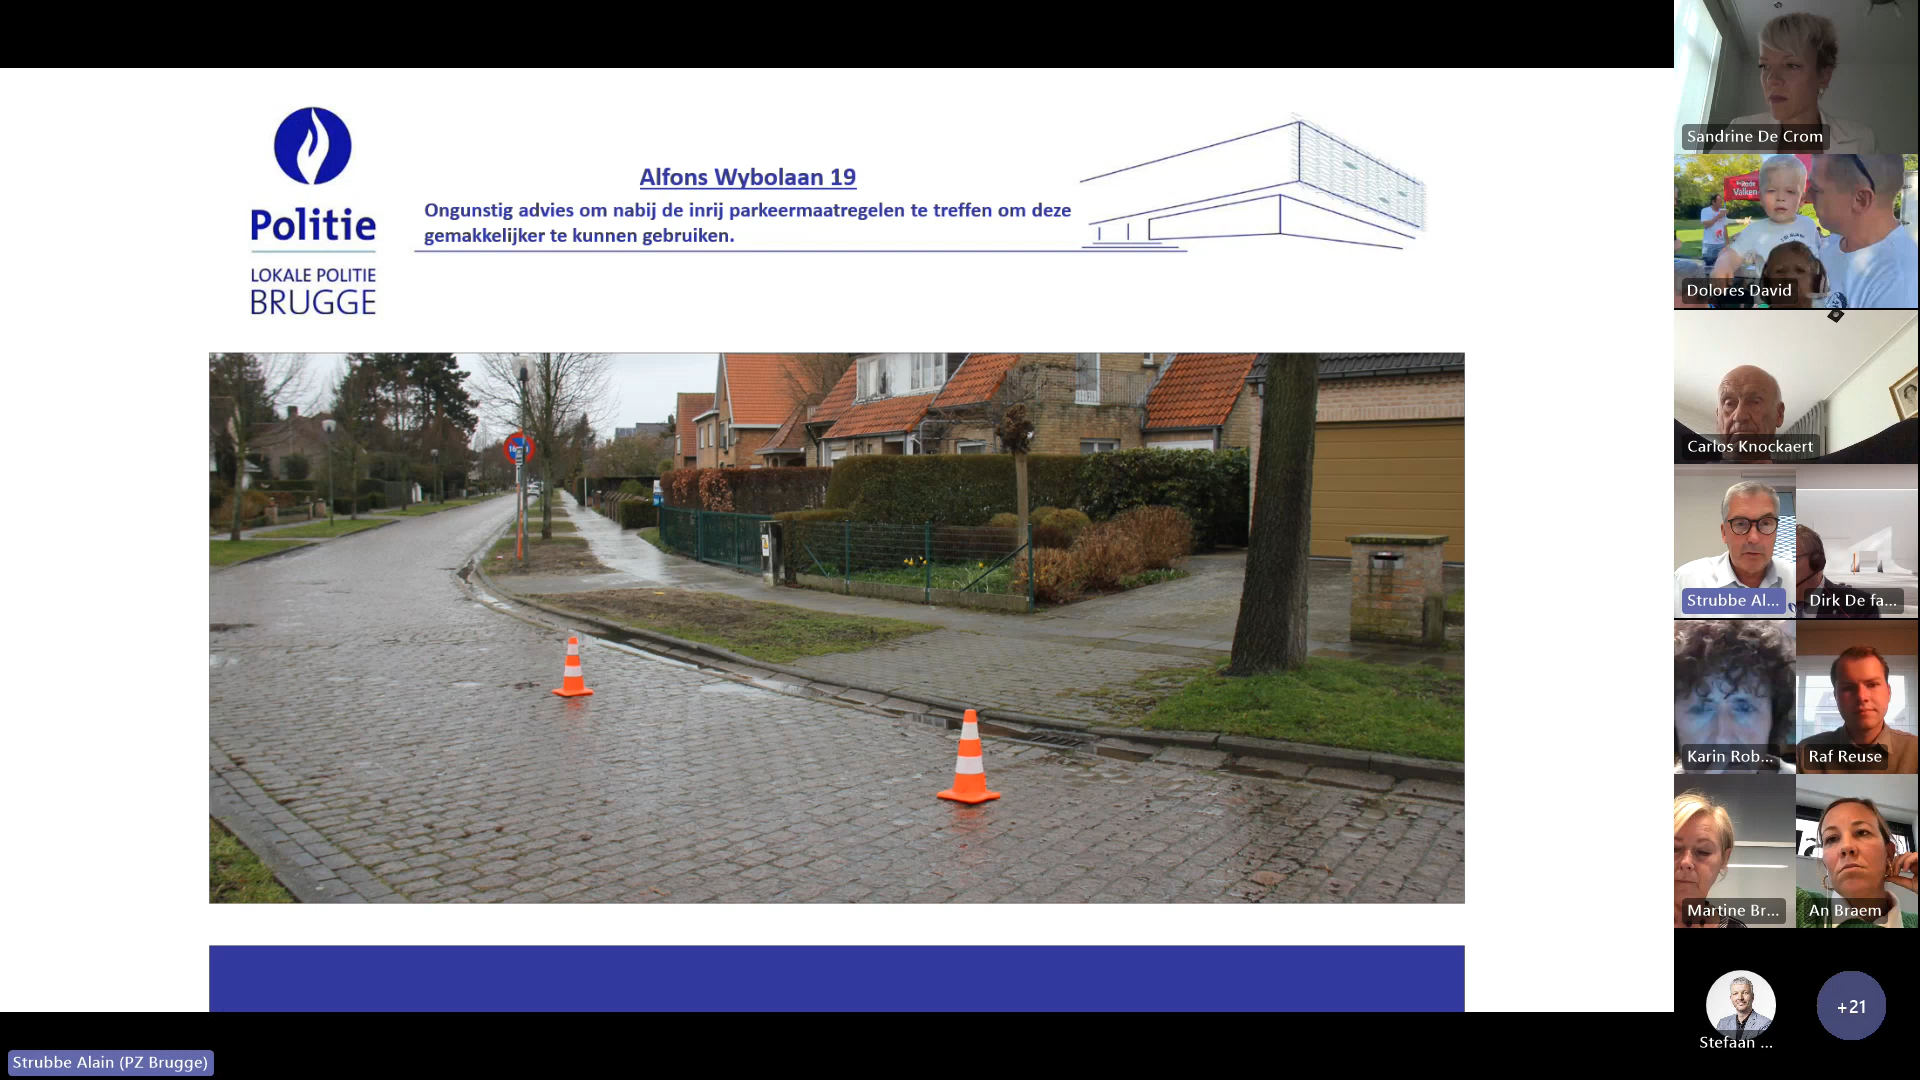 Politie
LOKALE POLITIE
BRUGGE
Alfons Wybolaan 19
Ongunstig advies om nabij de inrij parkeermaatregelen te treffen om deze
gemakkelijker te kunnen gebruiken.
Sandrine De Crom
Rode
Valken
Dolores David
Carlos Knockaert
Strubbe Al...
Dirk De fa...
Karin Rob...
Raf Reuse
Martine Br...
An Braem
Stefaan ...
+21
Strubbe Alain (PZ Brugge)